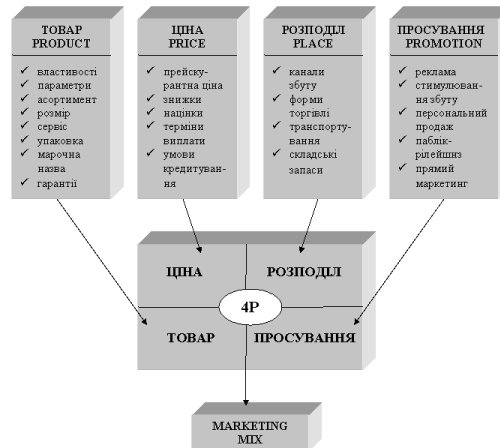 ТОВАР
PRODUCT
✓ властивості
✓ параметри
✓ асортимент
✓ розмір
✓ сервіс
✓ упаковка
✓ марочна
назва
✓ гарантії
ЦІНА
PRICE
✓ прейску-
рантна ціна
✓ знижки
✓ націнки
✓ терміни
виплати
✓ умови
кредитуван-
ня
РОЗПОДІЛ
PLACE
✓ канали
збуту
✓ форми
торгівлі
✓ транспорту-
вання
✓ складські
запаси
ПРОСУВАННЯ
PROMOTION
✓ реклама
✓ стимулюван-
ня збуту
✓ персональний
продаж
✓ паблік-
рілейшнз
✓ прямий
маркетинг
ЦІНА
РОЗПОДІЛ
4P
ТОВАР
ПРОСУВАННЯ
MARKETING
MIX